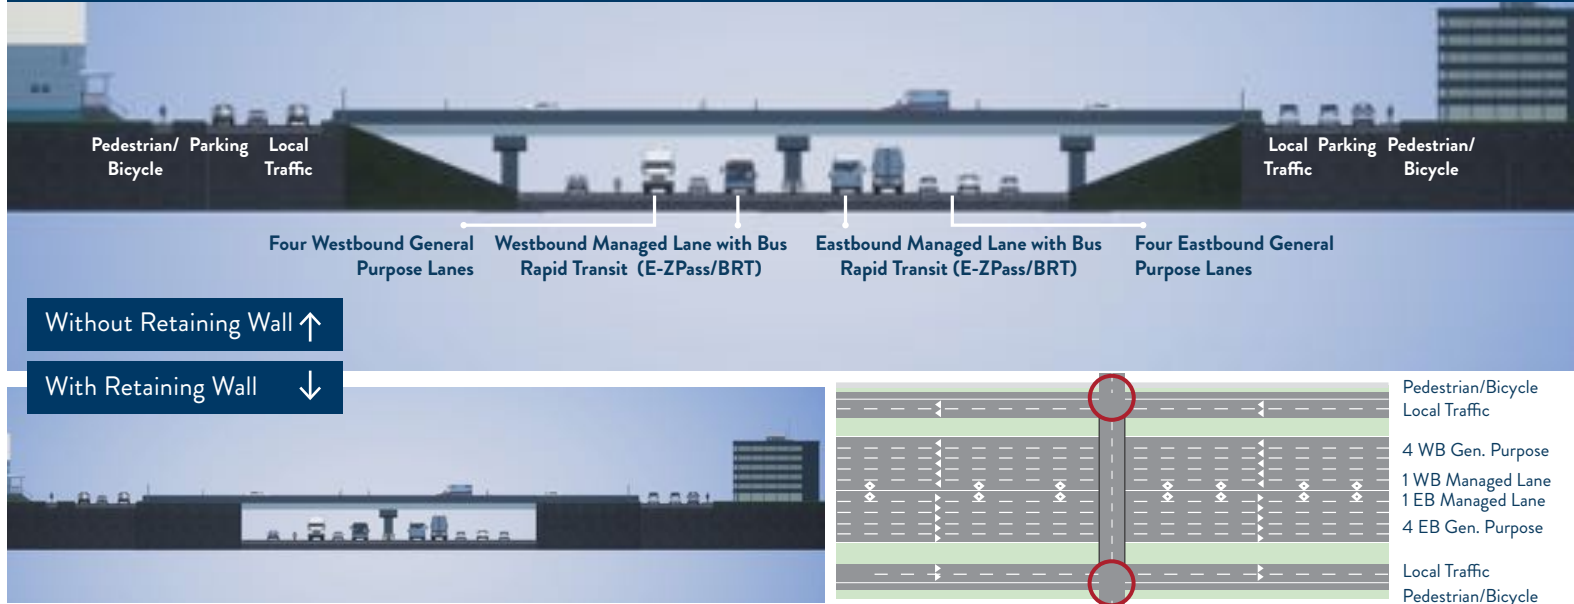 Pedestrian/
Bicycle
Parking
Local
Traffic
Local
Traffic
Parking
Pedestrian/
Bicycle
Four Westbound General
Purpose Lanes
Westbound Managed Lane with Bus
Rapid Transit (E-ZPass/BRT)
Eastbound Managed Lane with Bus
Rapid Transit (E-ZPass/BRT)
Four Eastbound General
Purpose Lanes
Without Retaining Wall ↑
With Retaining Wall ↓
Pedestrian/Bicycle
Local Traffic
4 WB Gen. Purpose
1 WB Managed Lane
1 EB Managed Lane
4 EB Gen. Purpose
Local Traffic
Pedestrian/Bicycle